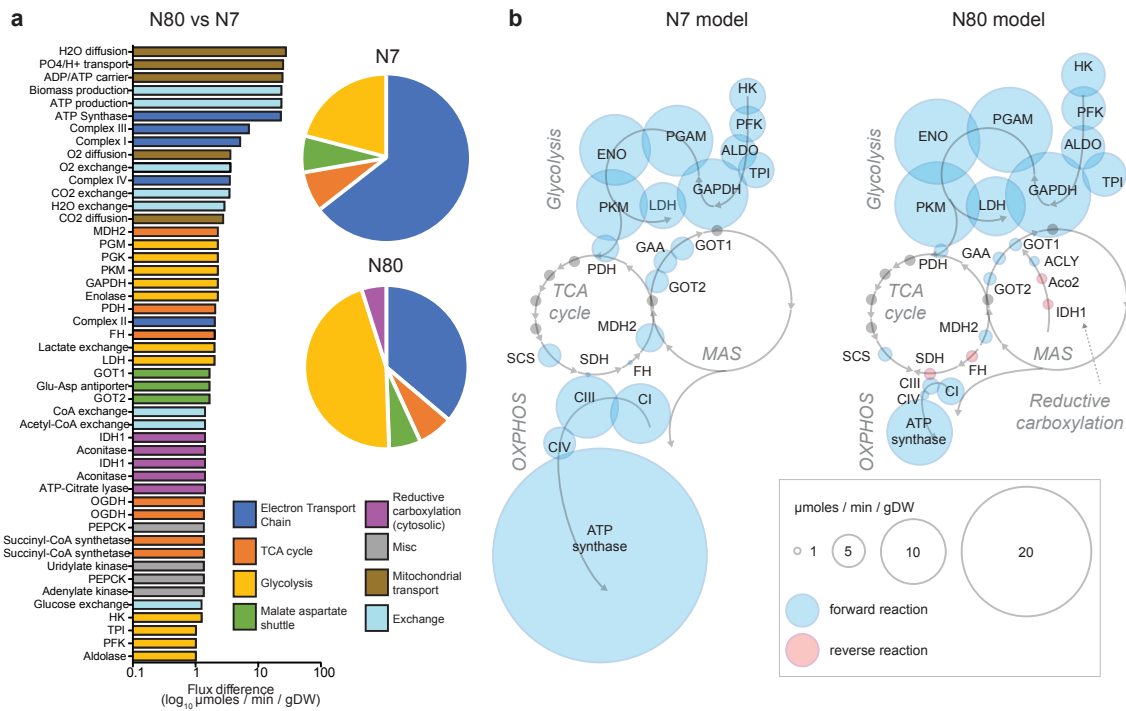 a
N80 vs N7
H2O diffusion
PO4/H+ transport
ADP/ATP carrier
Biomass production
ATP production
ATP Synthase
Complex III
Complex I
O2 diffusion
O2 exchange
Complex IV
CO2 exchange
H2O exchange
CO2 diffusion
MDH2
PGM
PGK
PKM
GAPDH
Enolase
PDH
Complex II
FH
Lactate exchange
LDH
GOT1
Glu-Asp antiporter
GOT2
CoA exchange
Acetyl-CoA exchange
IDH1
Aconitase
IDH1
Aconitase
ATP-Citrate lyase
OGDH
OGDH
PEPCK
Succinyl-CoA synthetase
Succinyl-CoA synthetase
Uridylate kinase
PEPCK
Adenylate kinase
Glucose exchange
HK
TPI
PFK
Aldolase
0.1 1 10 100
Flux difference
(log10 µmoles / min / gDW)
N7
N80
Electron Transport
Chain
TCA cycle
Glycolysis
Malate aspartate
shuttle
Reductive
carboxylation
(cytosolic)
Misc
Mitochondrial
transport
Exchange
b
N7 model
Glycolysis
HK
PFK
PGAM
ENO
ALDO
TPI
GAPDH
LDH
PKM
GAA
GOT1
PDH
GOT2
TCA
cycle
MDH2
MAS
SCS
SDH
FH
OXPHOS
CIII
CI
CIV
ATP
synthase
N80 model
Glycolysis
HK
PGAM
PFK
ENO
ALDO
TPI
GAPDH
LDH
PKM
GOT1
GAA
ACLY
PDH
Aco2
GOT2
TCA
cycle
IDH1
MDH2
MAS
SCS
SDH
FH
CIII
CI
CIV
Reductive
carboxylation
OXPHOS
ATP
synthase
µmoles / min / gDW
1 5 10 20
forward reaction
reverse reaction